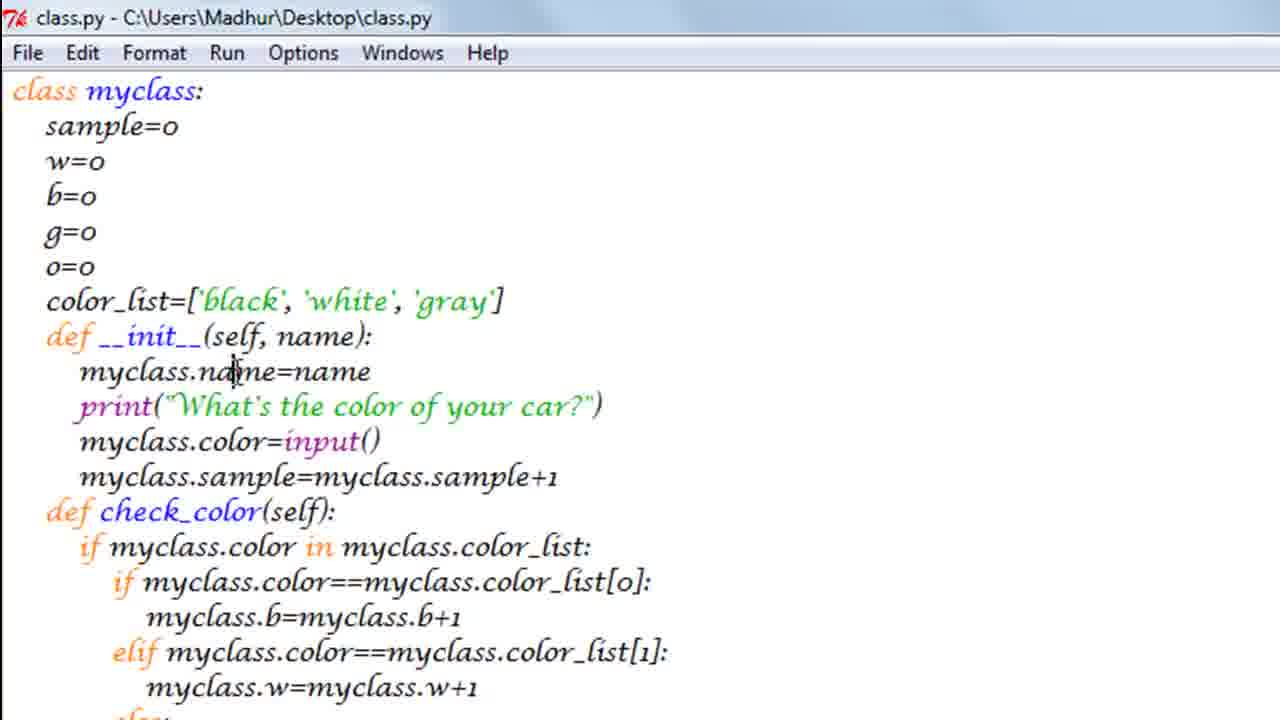 class.py - C:\Users\Madhur\Desktop\class.py
File Edit Format Run Options Windows Help
class myclass:
    sample=0
    w=0
    b=0
    g=0
    o=0
    color_list=['black', 'white', 'gray']
    def __init__(self, name):
        myclass.name=name
        print("What's the color of your car?")
        myclass.color=input()
        myclass.sample=myclass.sample+1
    def check_color(self):
        if myclass.color in myclass.color_list:
            if myclass.color==myclass.color_list[0]:
                myclass.b=myclass.b+1
            elif myclass.color==myclass.color_list[1]:
                myclass.w=myclass.w+1
            else: